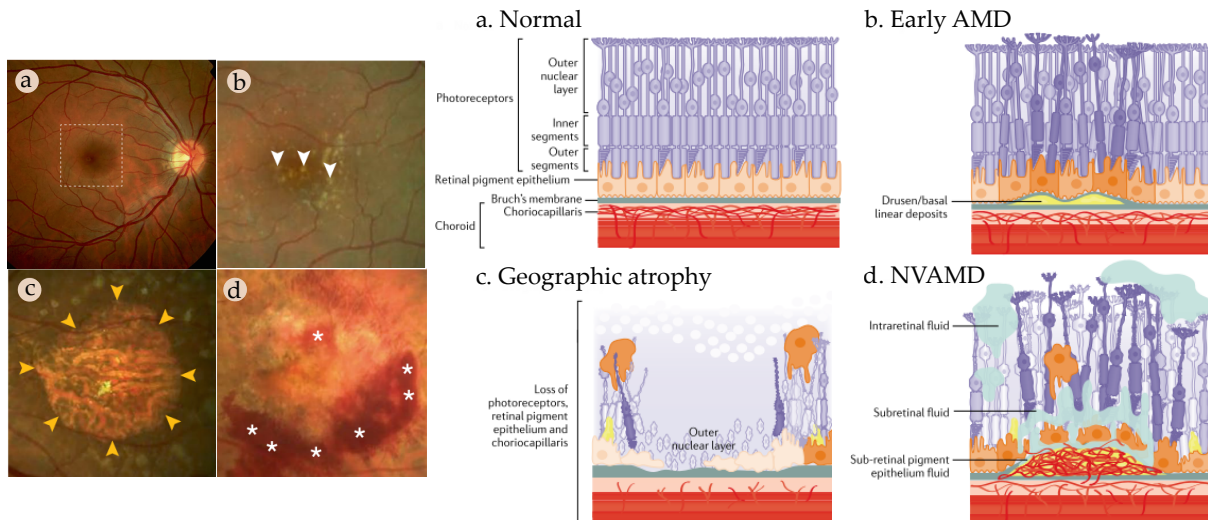 a
b
c
d
*
*
*
*
*
*
*
a. Normal
Photoreceptors
Outer
nuclear
layer
Inner
segments
Outer
segments
Retinal pigment epithelium
Bruch's membrane
Choroid
Choriocapillaris
b. Early AMD
Drusen/basal
linear deposits
c. Geographic atrophy
Loss of
photoreceptors,
retinal pigment
epithelium and
choriocapillaris
Outer
nuclear layer
d. NVAMD
Intraretinal fluid
Subretinal fluid
Sub-retinal pigment
epithelium fluid